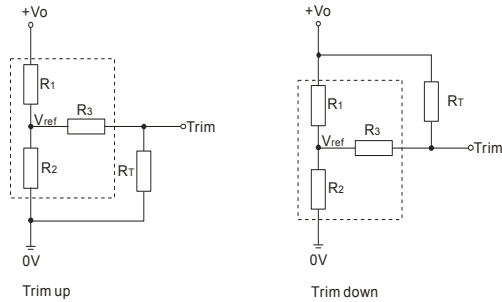 +Vo
R1
Vref
R3
Trim
R2
RT
0V
Trim up
+Vo
RT
R1
Vref
R3
Trim
R2
0V
Trim down